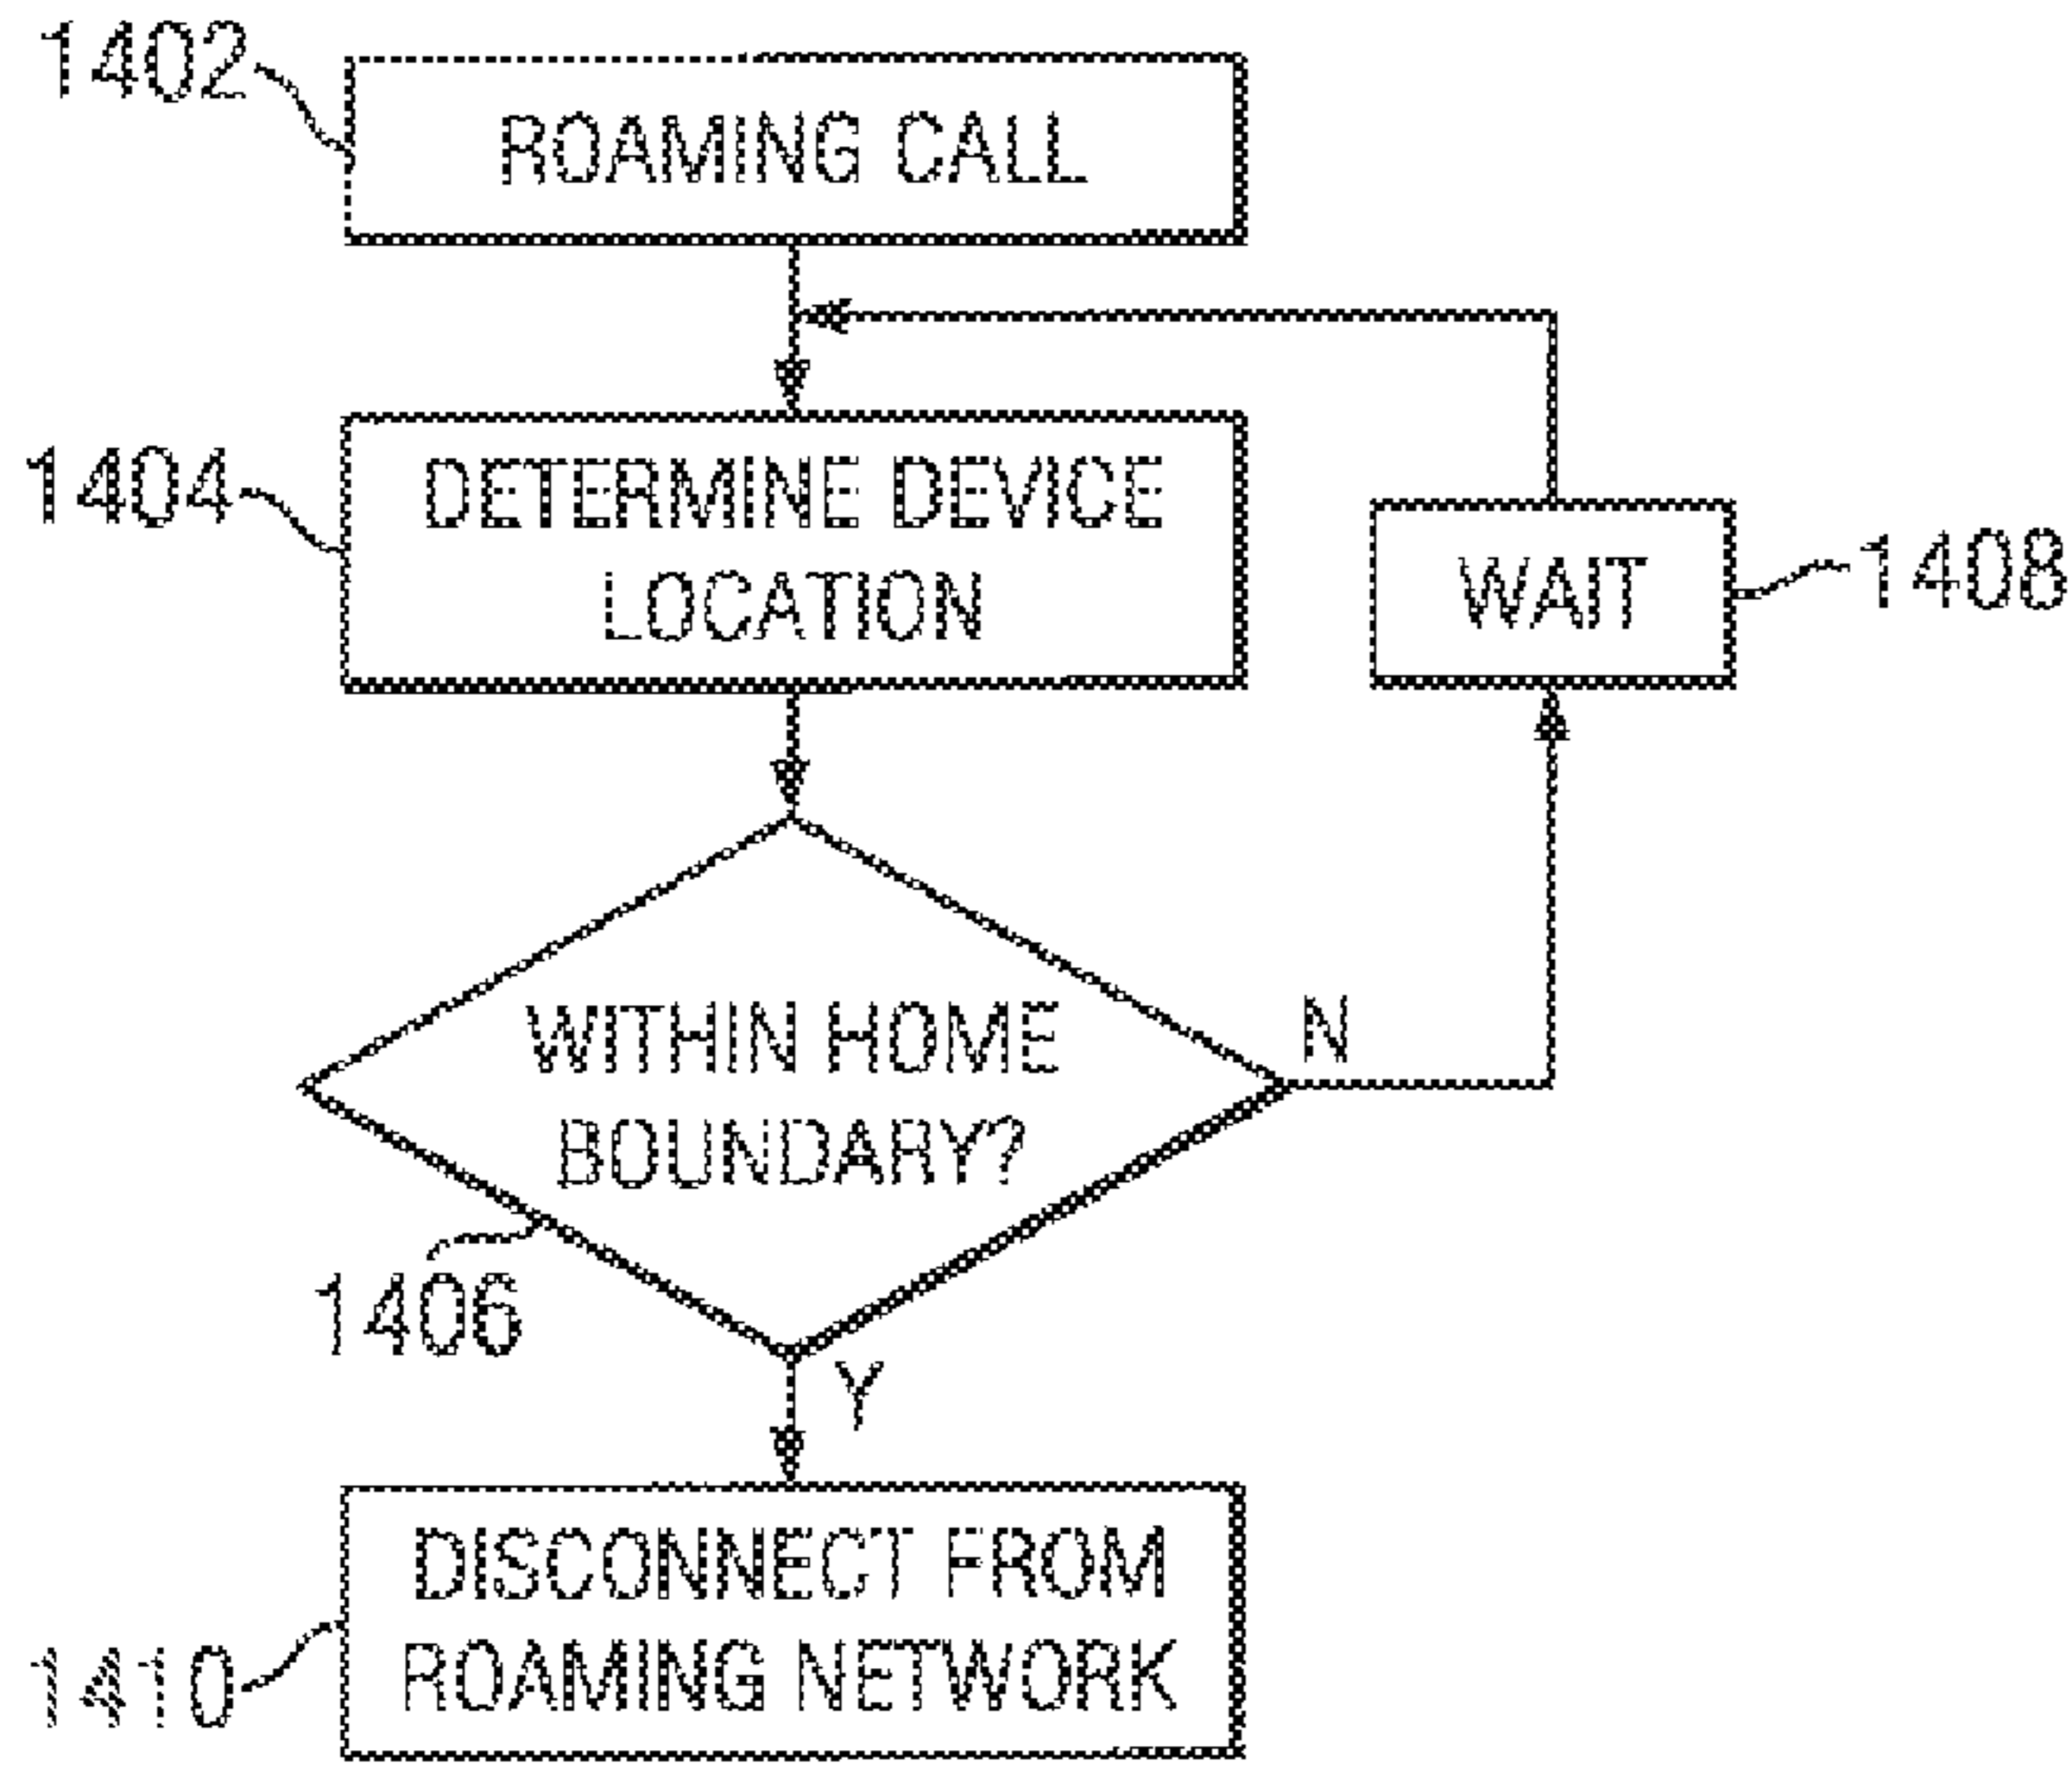 1402
ROAMING CALL
1404
DETERMINE DEVICE
LOCATION
WAIT
1408
WITHIN HOME
BOUNDARY?
N
1406
Y
DISCONNECT FROM
ROAMING NETWORK
1410